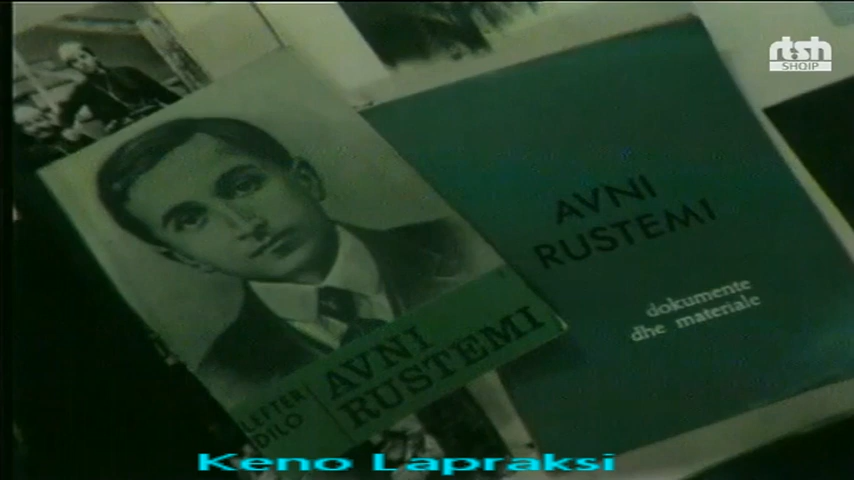 rtsh
SHQIP
AVNI
RUSTEMI
dokumente
dhe materiale
LEFTER
DILO
AVNI
RUSTEMI
Keno Lapraksi